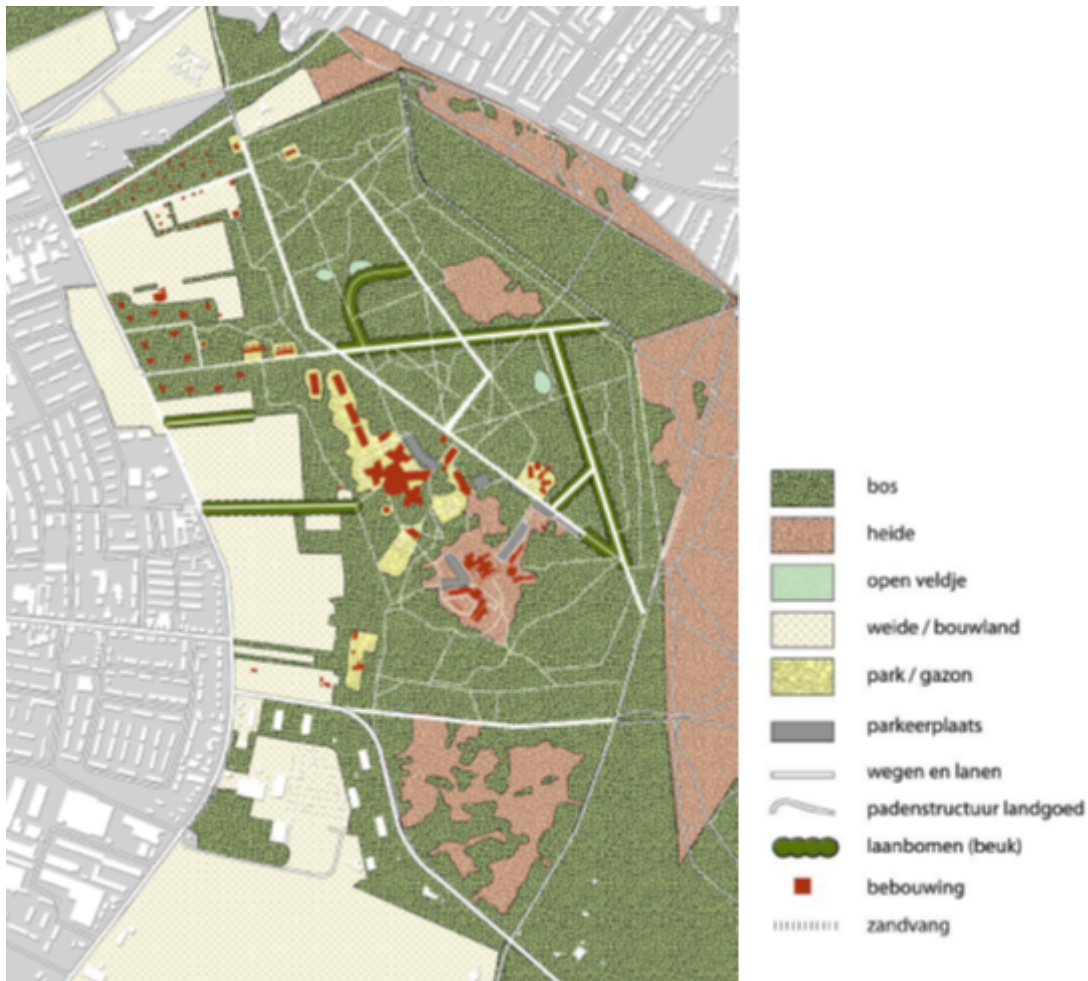 bos
heide
open veldje
weide / bouwland
park / gazon
parkeerplaats
wegen en lanen
padenstructuur landgoed
laanbomen (beuk)
bebouwing
zandvang